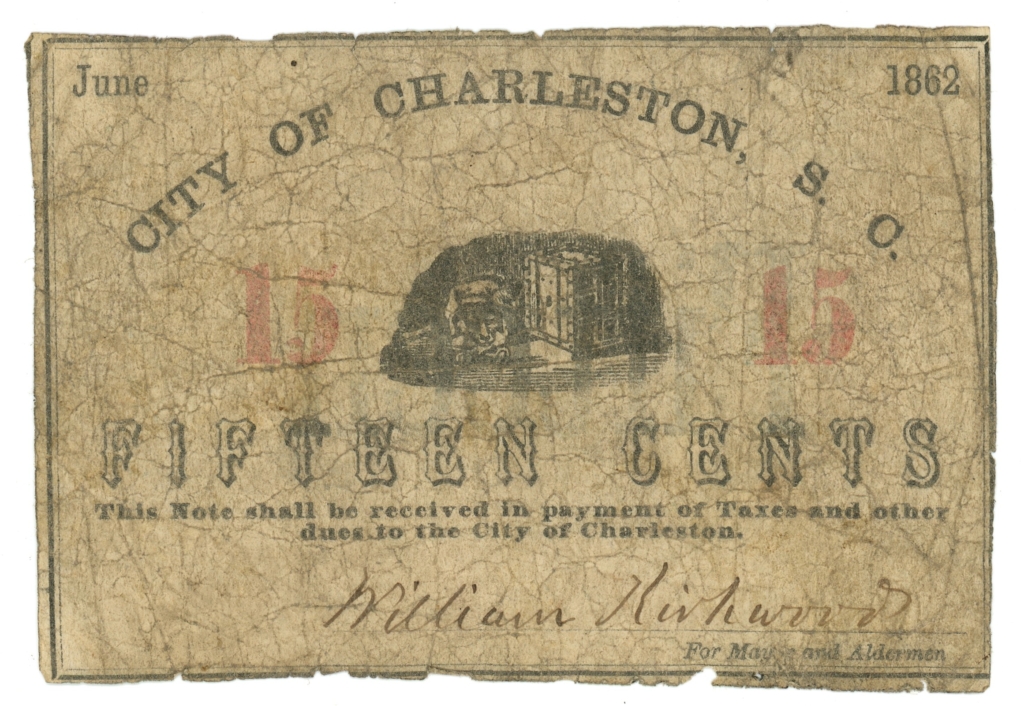 June 1862
CITY OF CHARLESTON, S. C.
15 15
FIFTEEN CENTS
This Note shall be received in payment of Taxes and other
dues to the City of Charleston.
William Kirkwood
For Mayor and Aldermen